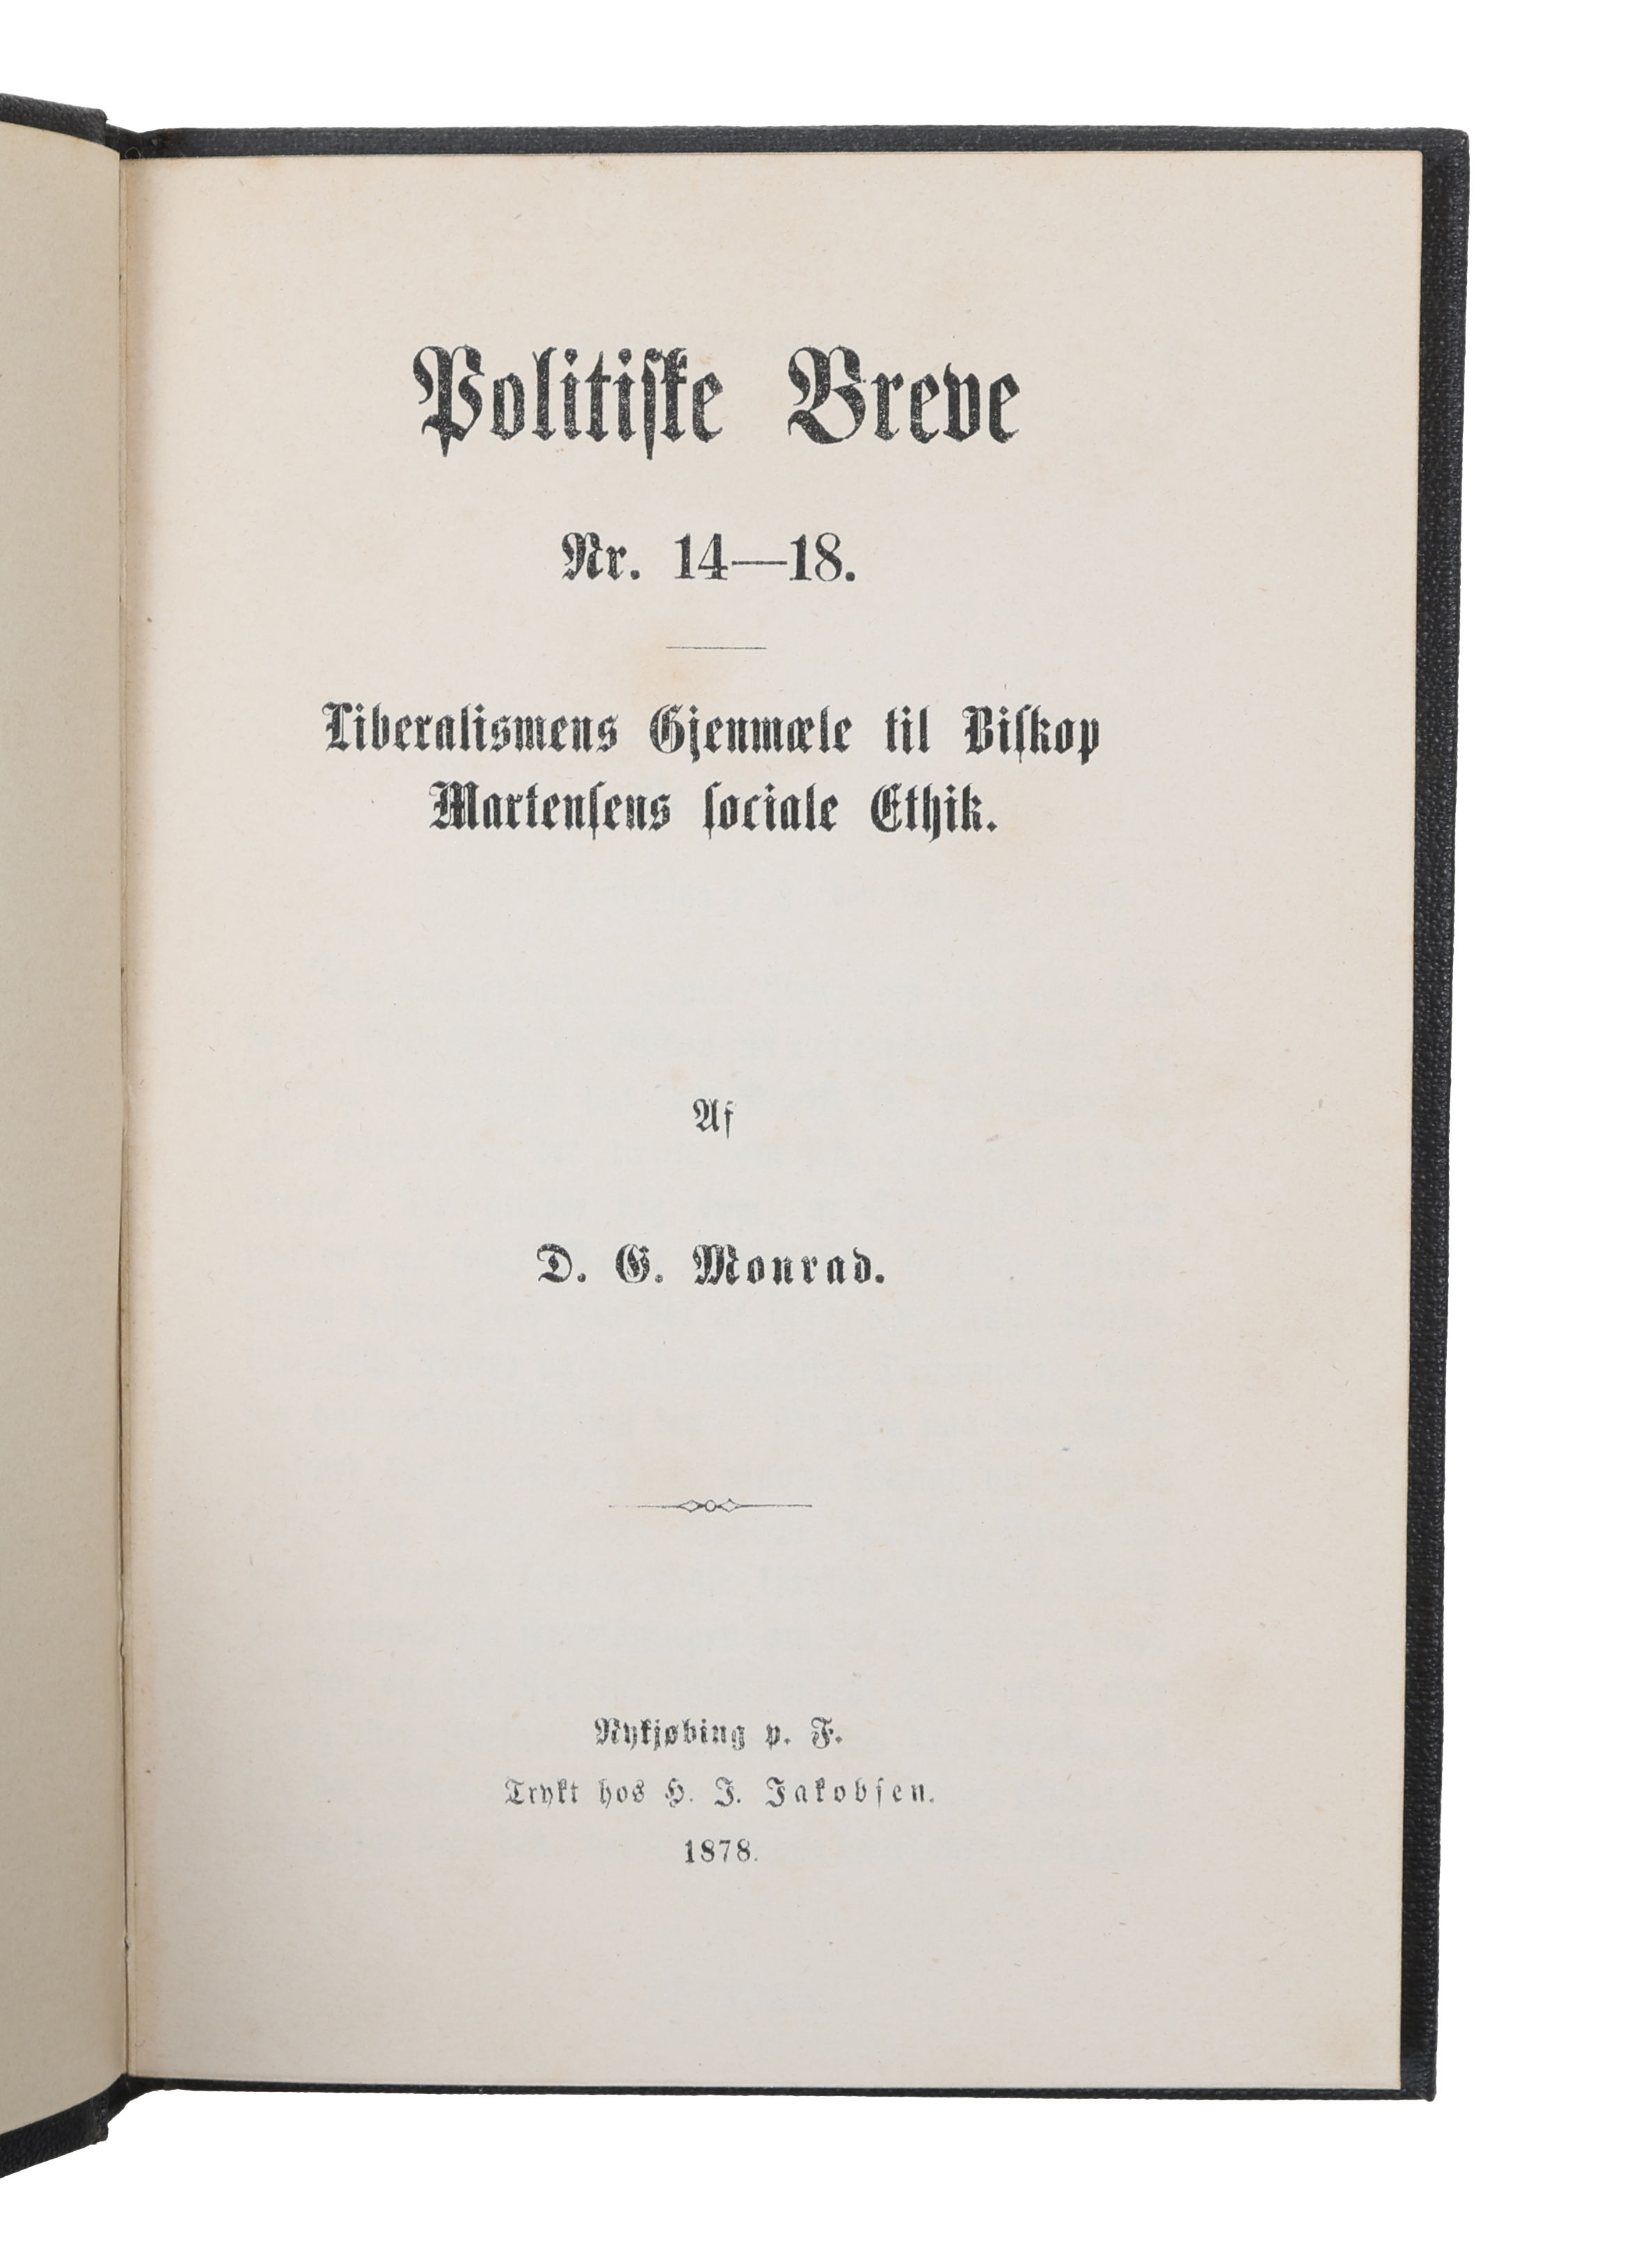 Politiske Breve
Nr. 14—18.
Liberalismens Gjenmæle til Biskop
Martensens sociale Ethik.
Af
D. G. Monrad.
Nykjøbing p. F.
Trykt hos H. J. Jakobsen.
1878.